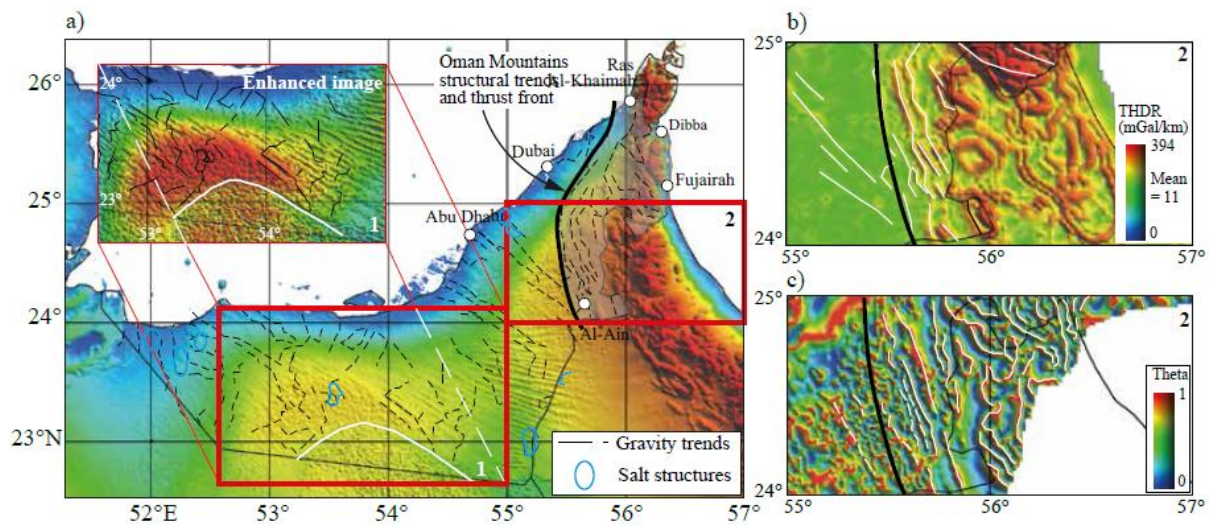 a)
26°
25°
24°
23°N
52°E
53°
54°
55°
56°
57°
24°
Enhanced image
23°
53°
54°
1
Oman Mountains
structural trends
and thrust front
Ras
Al-Khaimah
Dibba
Dubai
Fujairah
Abu Dhabi
2
Al-Ain
1
Gravity trends
Salt structures
b)
25°
2
THDR
(mGal/km)
394
Mean
= 11
0
24°
55°
56°
57°
c)
25°
2
Theta
1
0
24°
55°
56°
57°